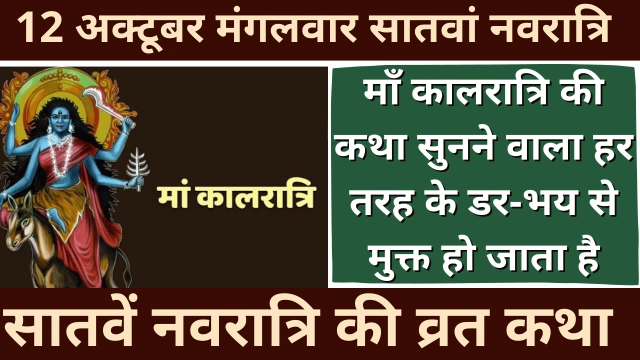 12 अक्टूबर मंगलवार सातवां नवरात्रि
माँ कालरात्रि की
कथा सुनने वाला हर
तरह के डर-भय से
मुक्त हो जाता है
मां कालरात्रि
सातवें नवरात्रि की व्रत कथा